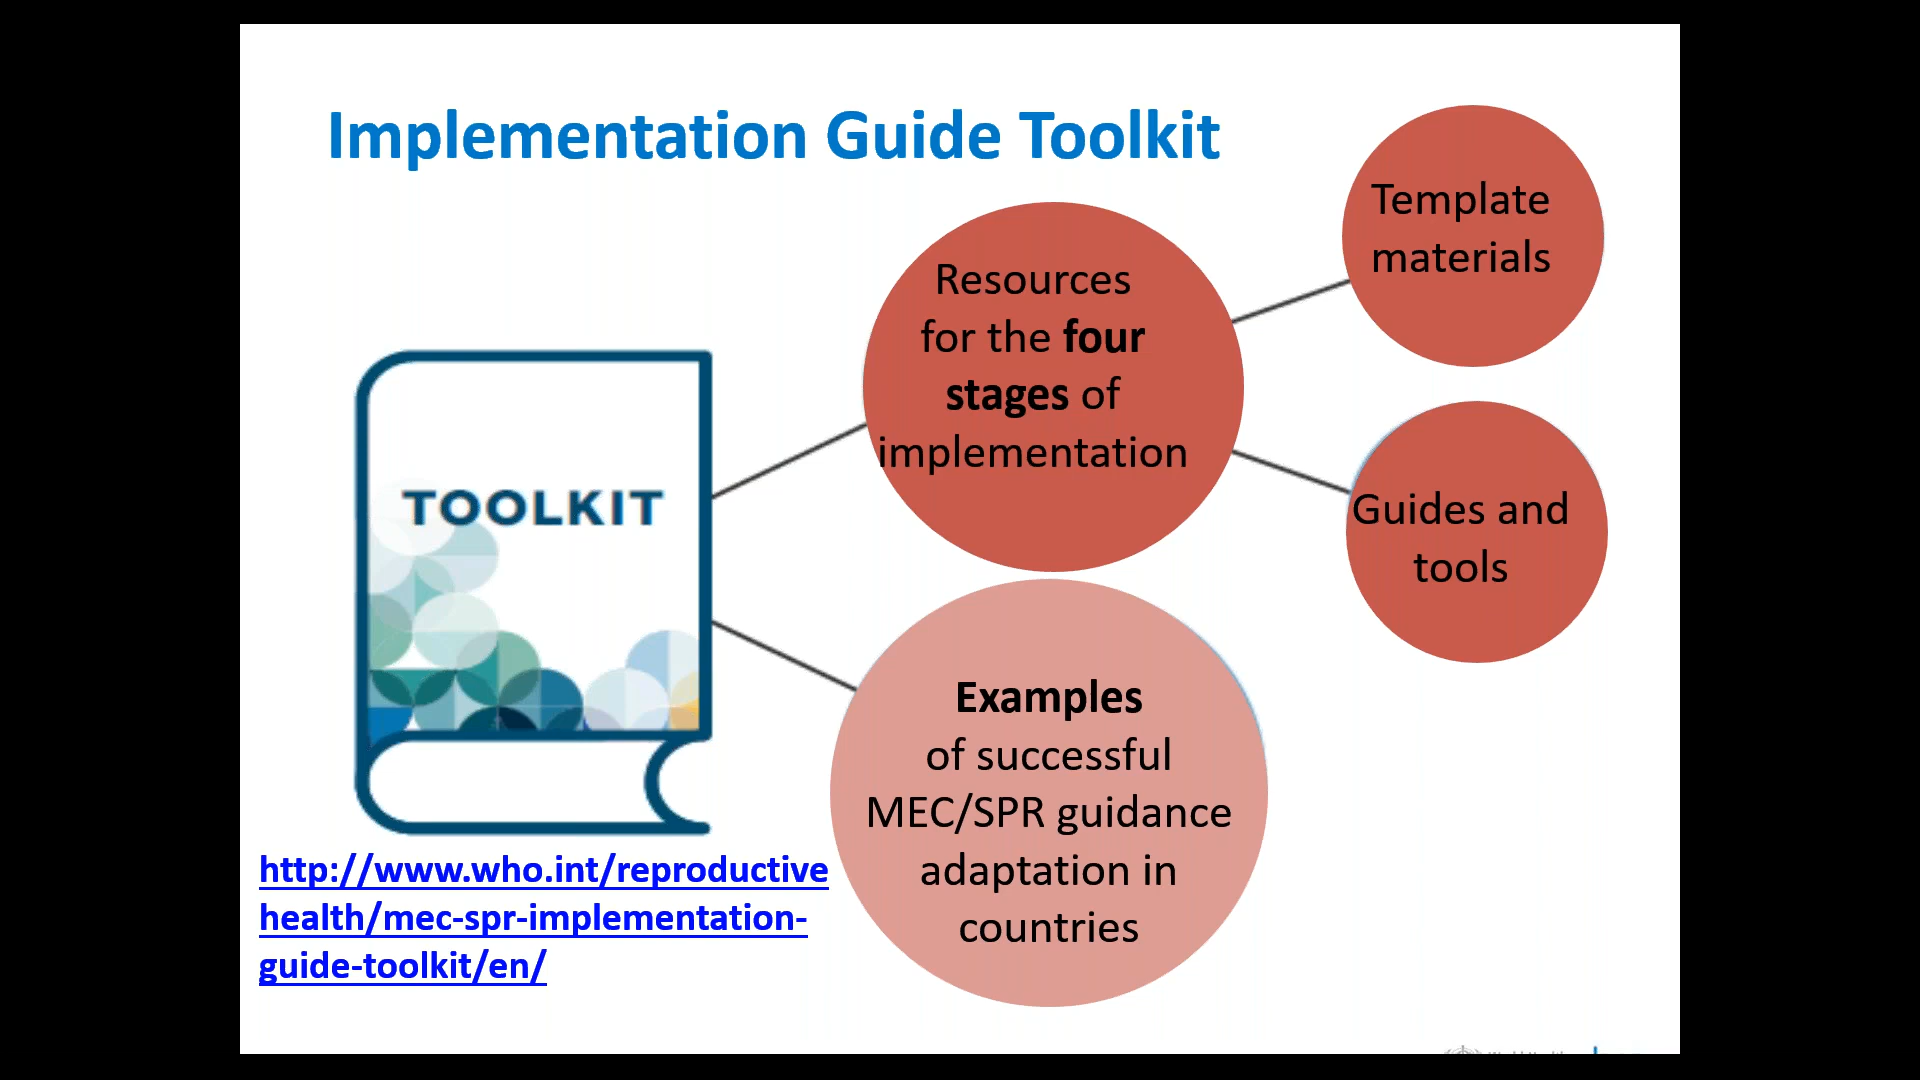 Implementation Guide Toolkit
Template
materials
Resources
for the four
stages of
implementation
Guides and
tools
TOOLKIT
Examples
of successful
MEC/SPR guidance
adaptation in
countries
http://www.who.int/reproductive
health/mec-spr-implementation-
guide-toolkit/en/